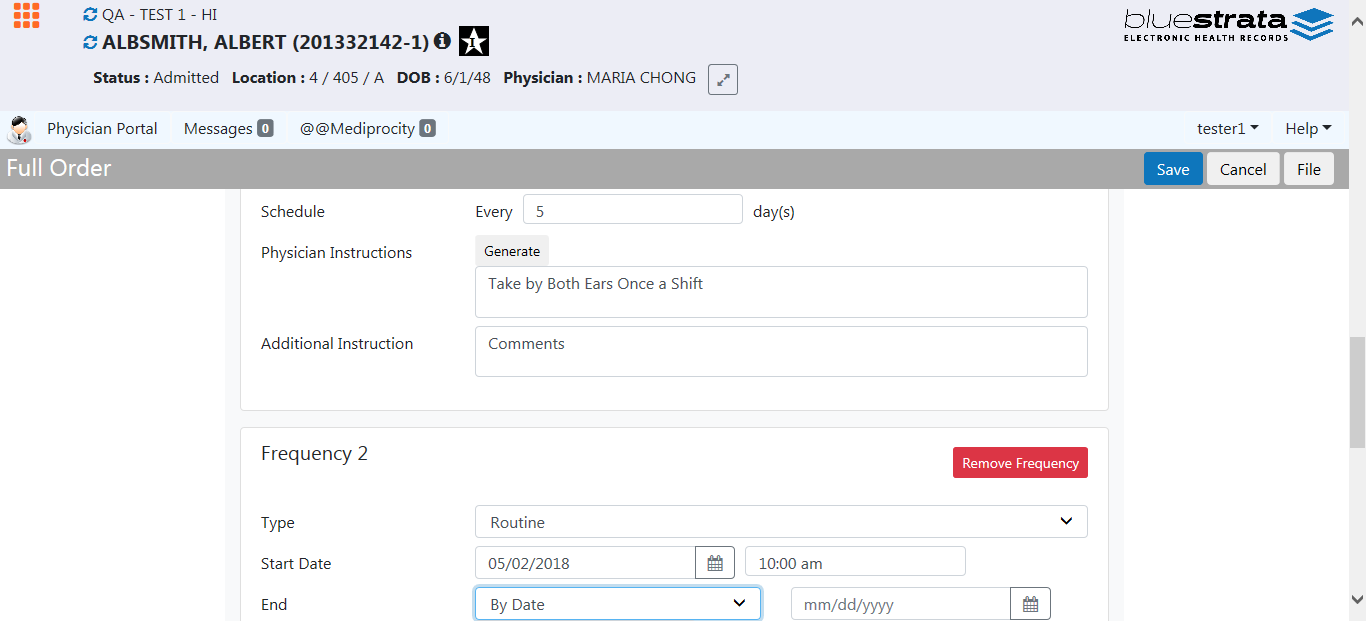 QA - TEST 1 - HI
ALBSMITH, ALBERT (201332142-1)
1
bluestrata
ELECTRONIC HEALTH RECORDS
Status : Admitted Location : 4 / 405 / A DOB : 6/1/48 Physician : MARIA CHONG
Physician Portal Messages 0 @@Mediprocity 0 tester1 Help
Full Order Save Cancel File
Schedule Every 5 day(s)
Physician Instructions Generate
Take by Both Ears Once a Shift
Additional Instruction Comments
Frequency 2
Remove Frequency
Type Routine
Start Date 05/02/2018 10:00 am
End By Date mm/dd/yyyy